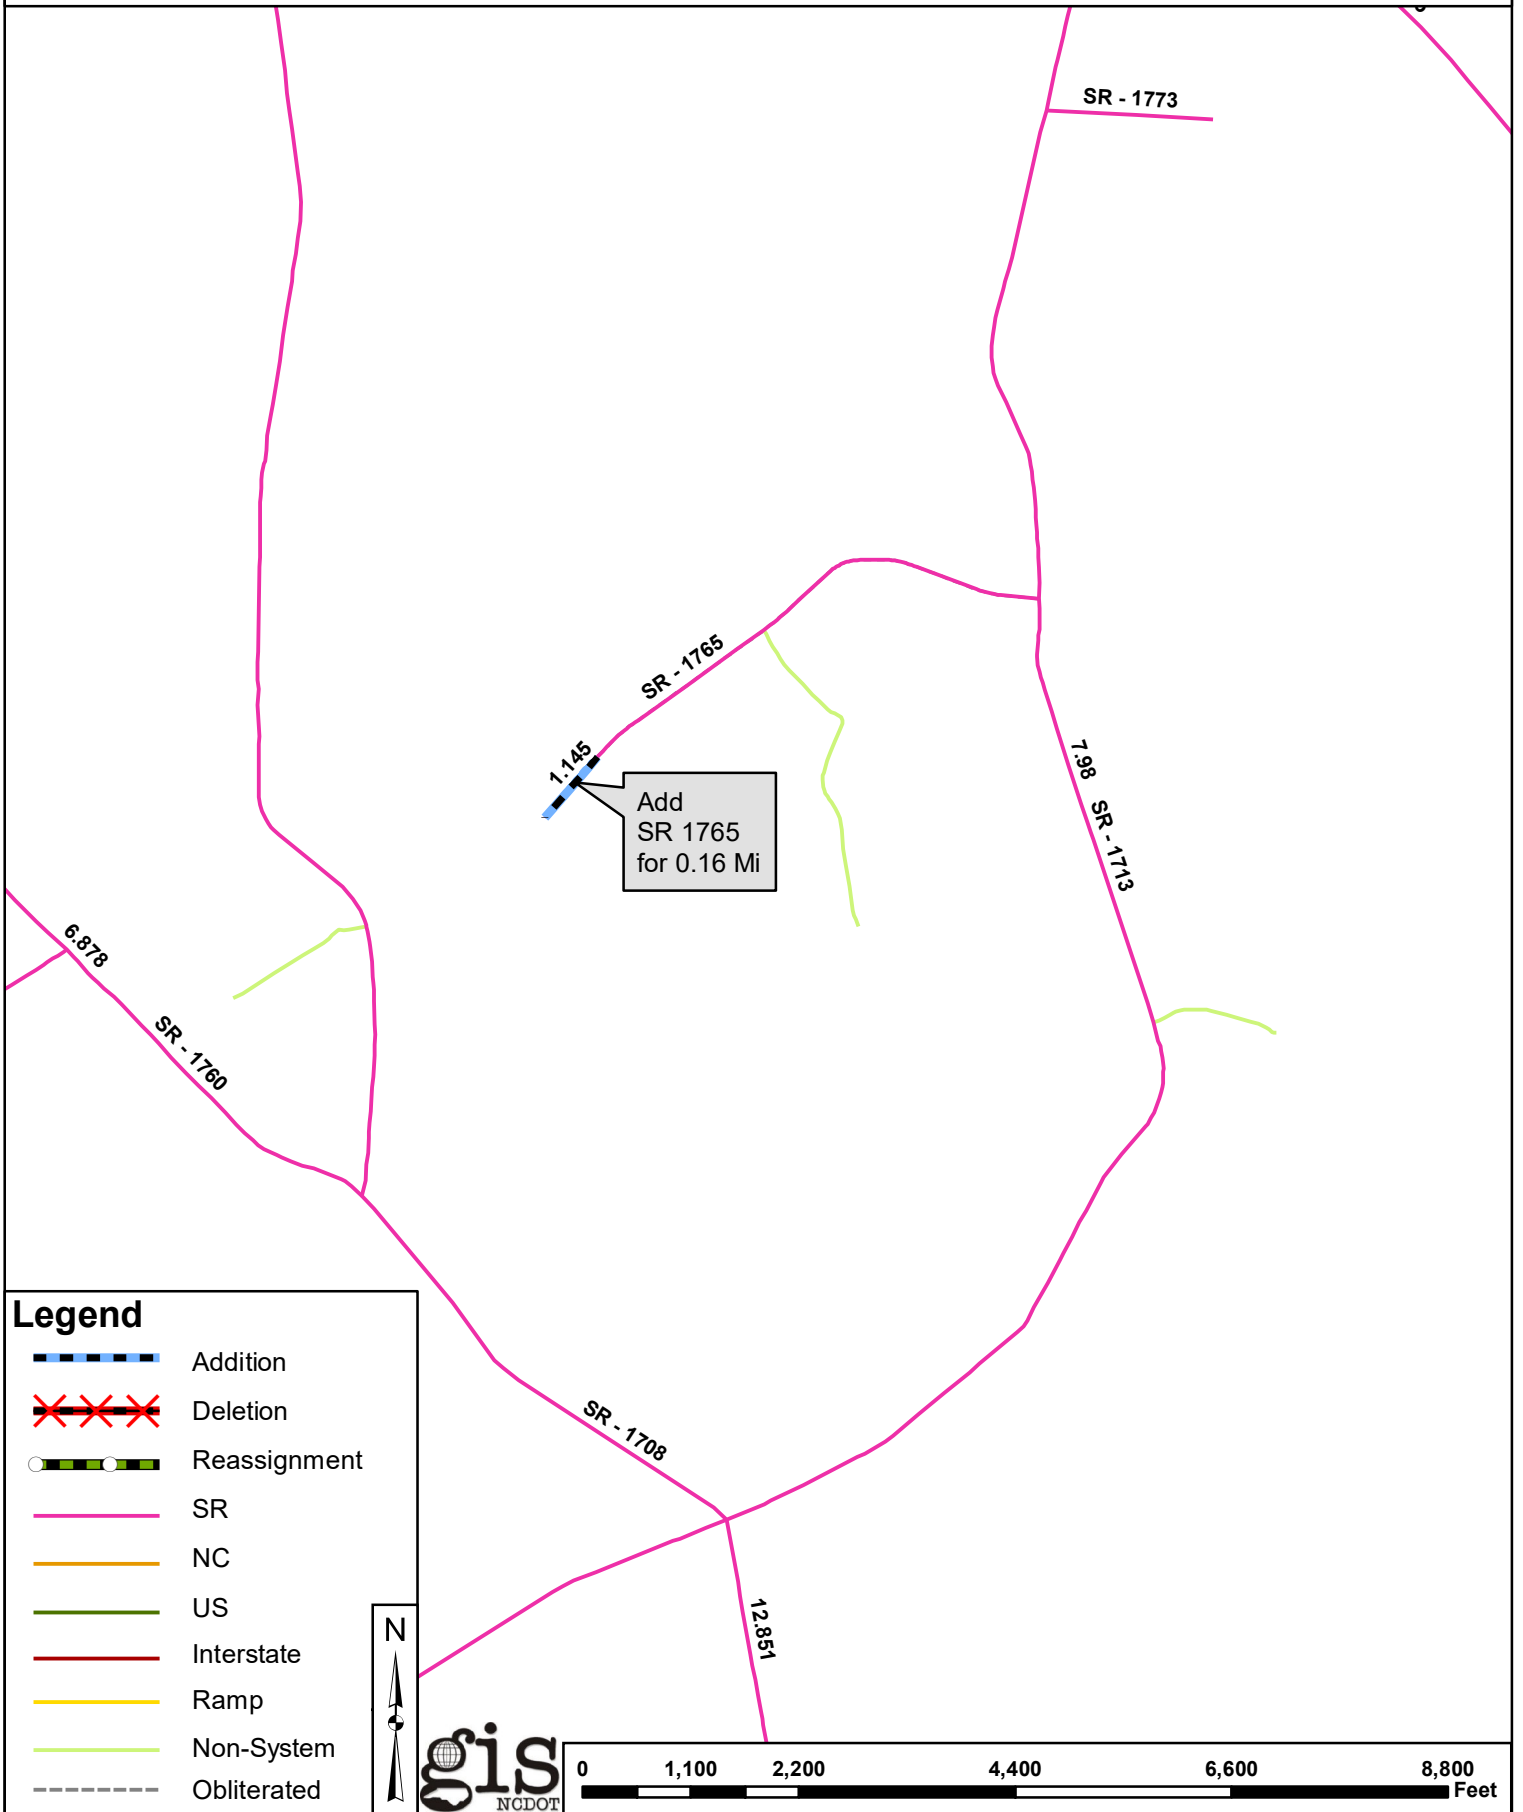 SR - 1773
SR - 1765
1.145
Add
SR 1765
for 0.16 Mi
7.98 SR - 1713
6.878
SR - 1760
SR - 1708
12.851
Legend
Addition
Deletion
Reassignment
SR
NC
US
Interstate
Ramp
Non-System
Obliterated
N
gis
NCDOT
0 1,100 2,200 4,400 6,600 8,800
Feet